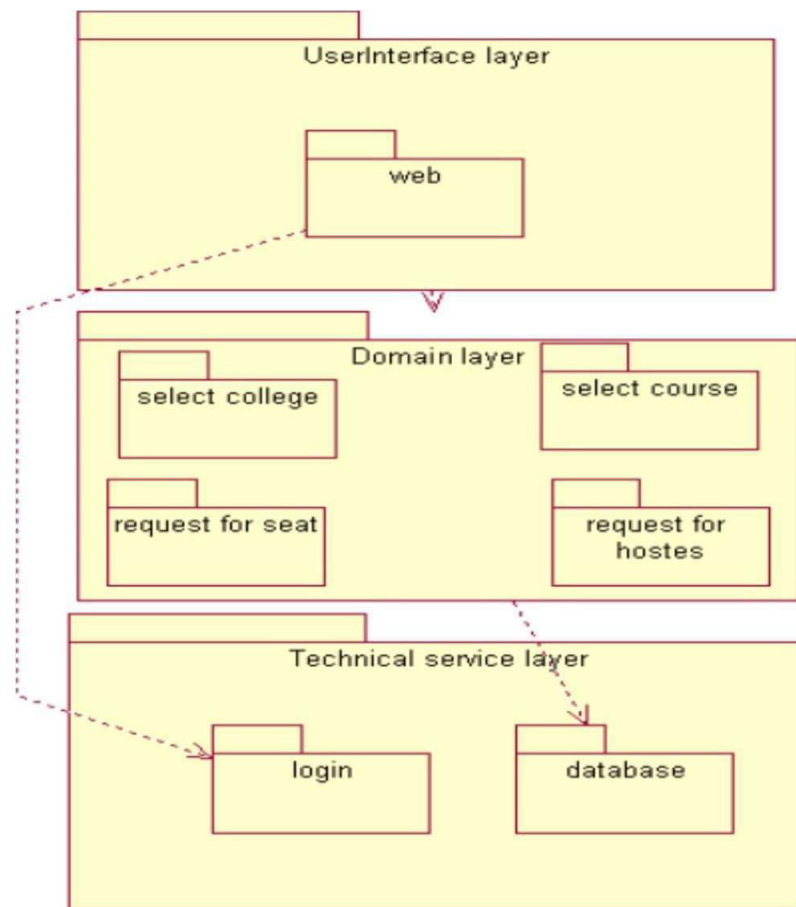 UserInterface layer
web
Domain layer
select college
select course
request for seat
request for
hostes
Technical service layer
login
database